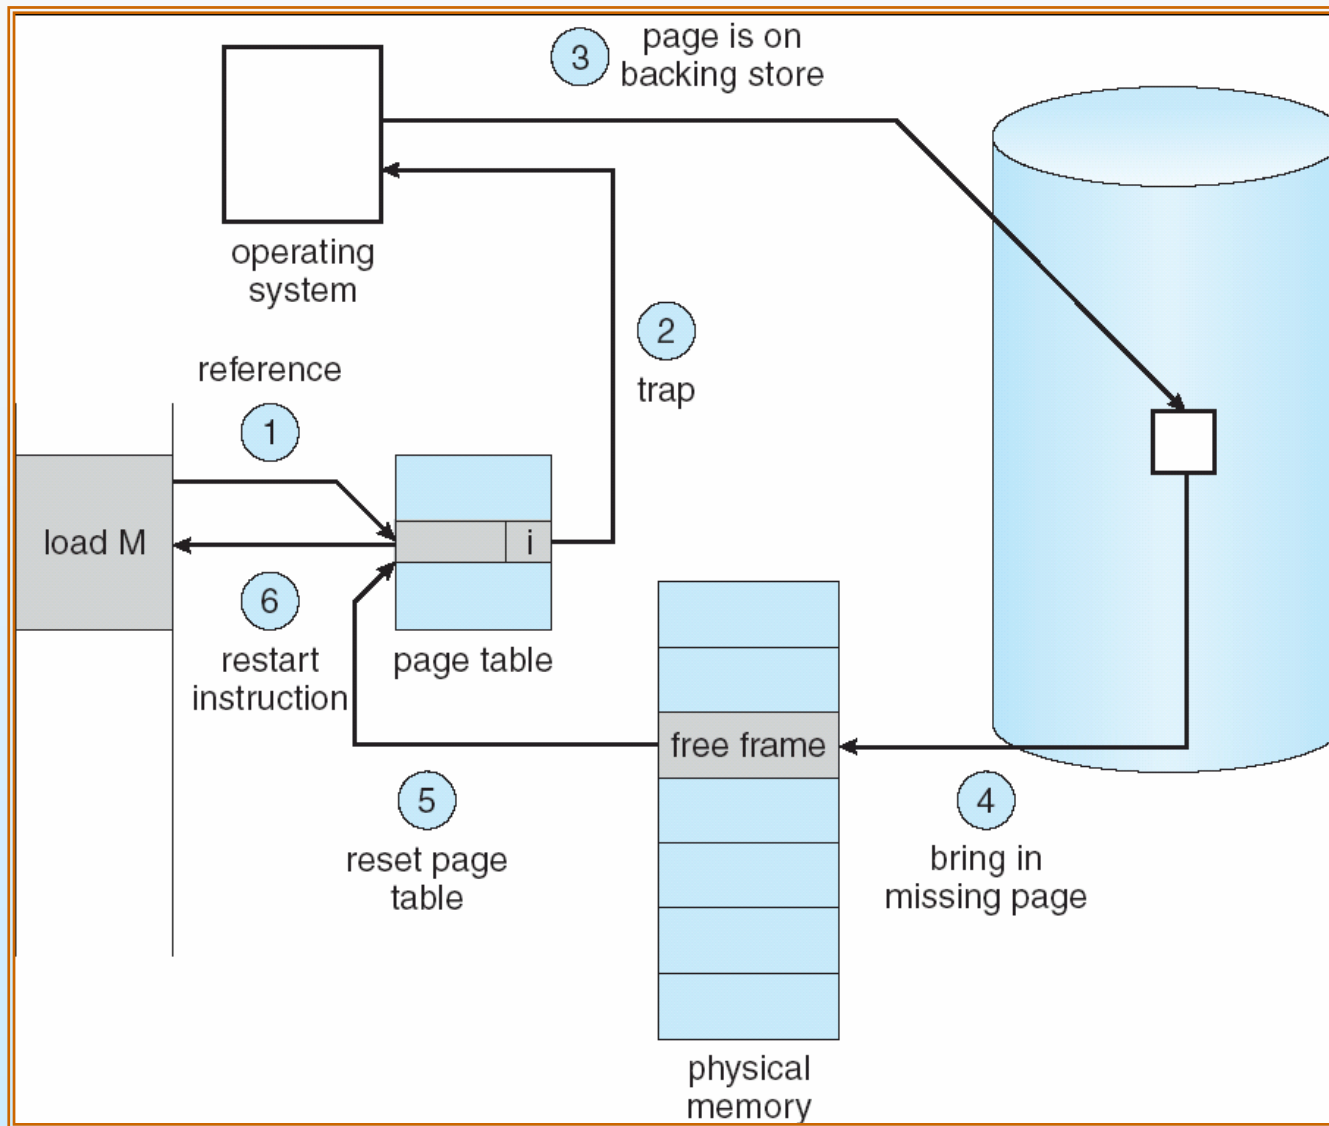 3
page is on
backing store
operating
system
2
trap
reference
1
load M
i
6
restart
instruction
page table
free frame
5
reset page
table
4
bring in
missing page
physical
memory